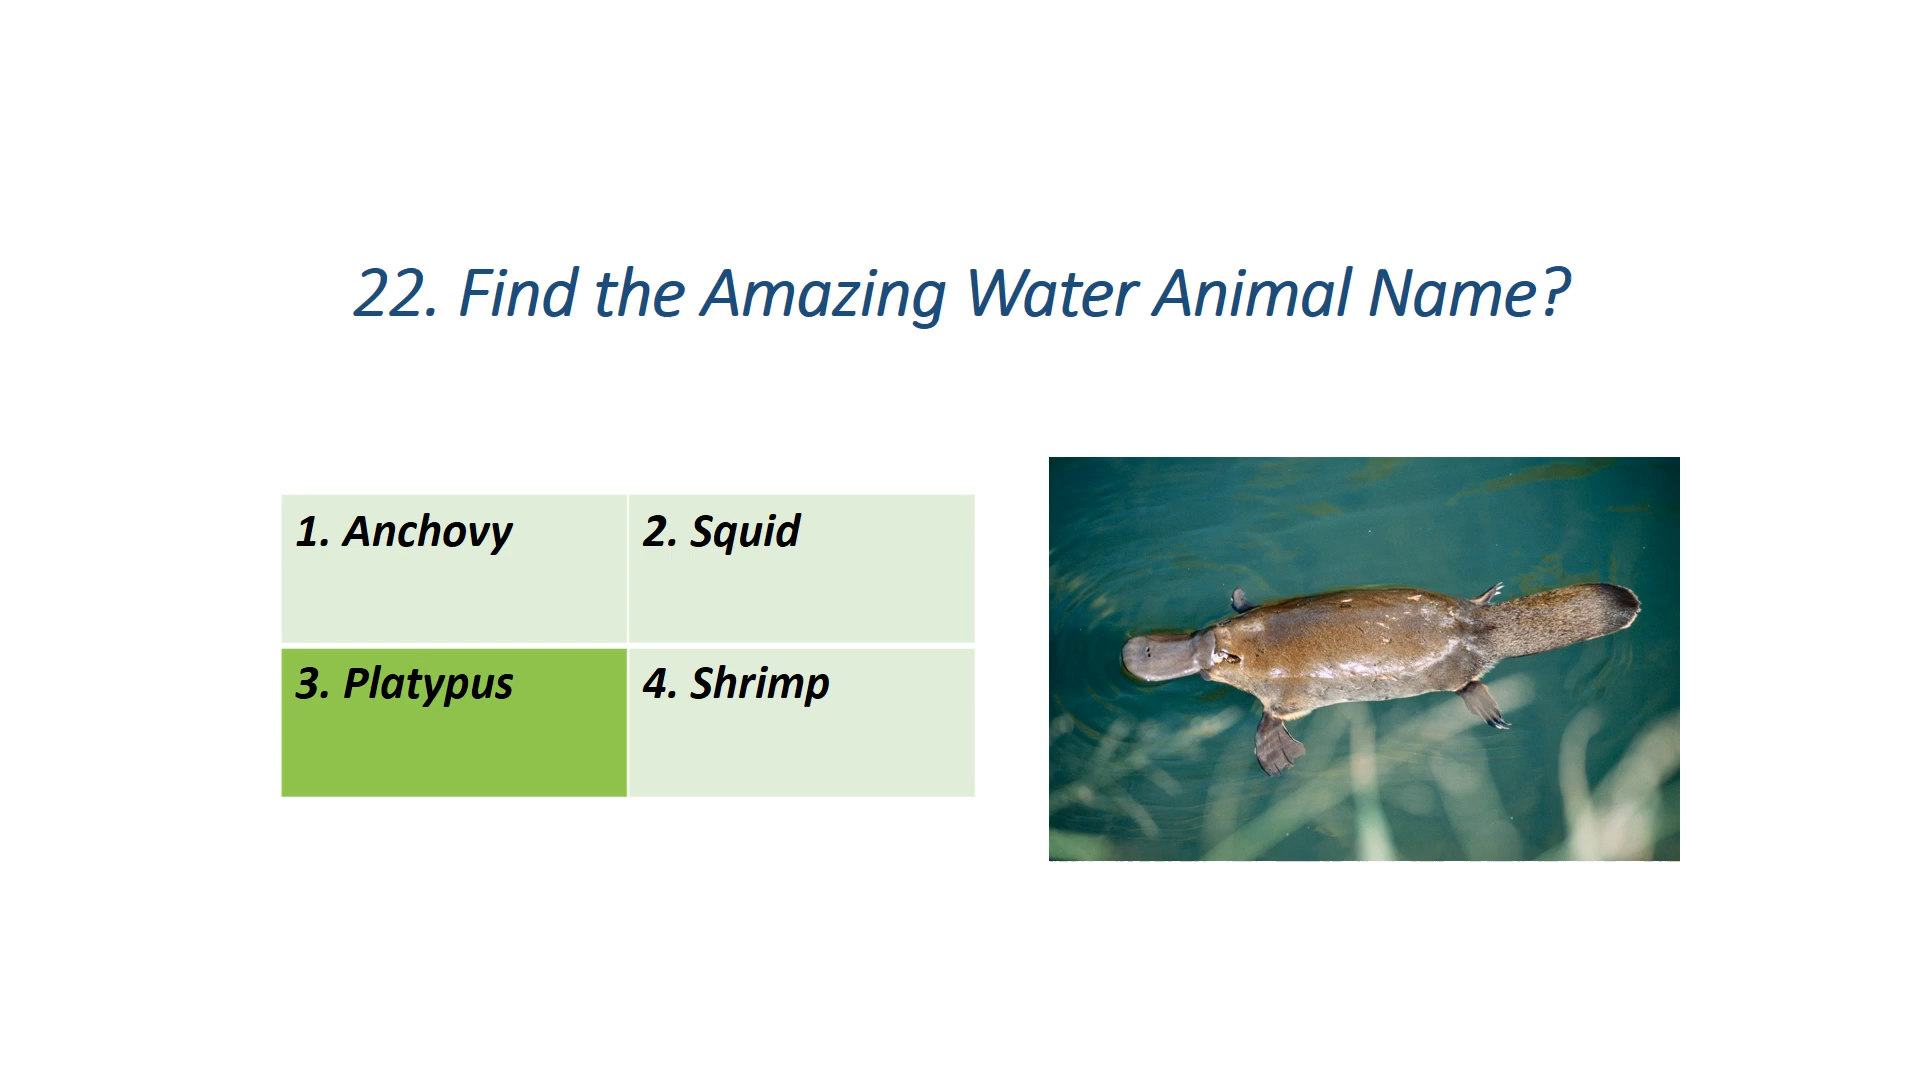 22. Find the Amazing Water Animal Name?
1. Anchovy
2. Squid
3. Platypus
4. Shrimp